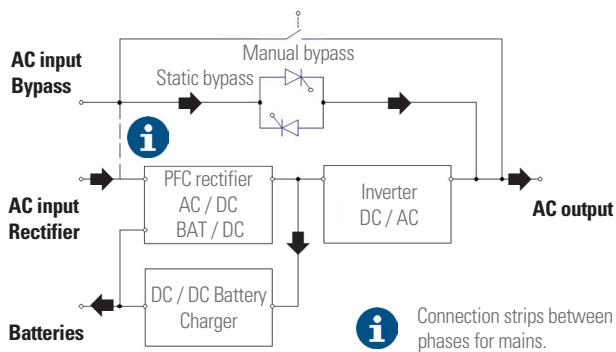 Manual bypass
AC input
Bypass
Static bypass
i
PFC rectifier
AC / DC
BAT / DC
Inverter
DC / AC
AC input
Rectifier
AC output
DC / DC Battery
Charger
Batteries
i
Connection strips between
phases for mains.